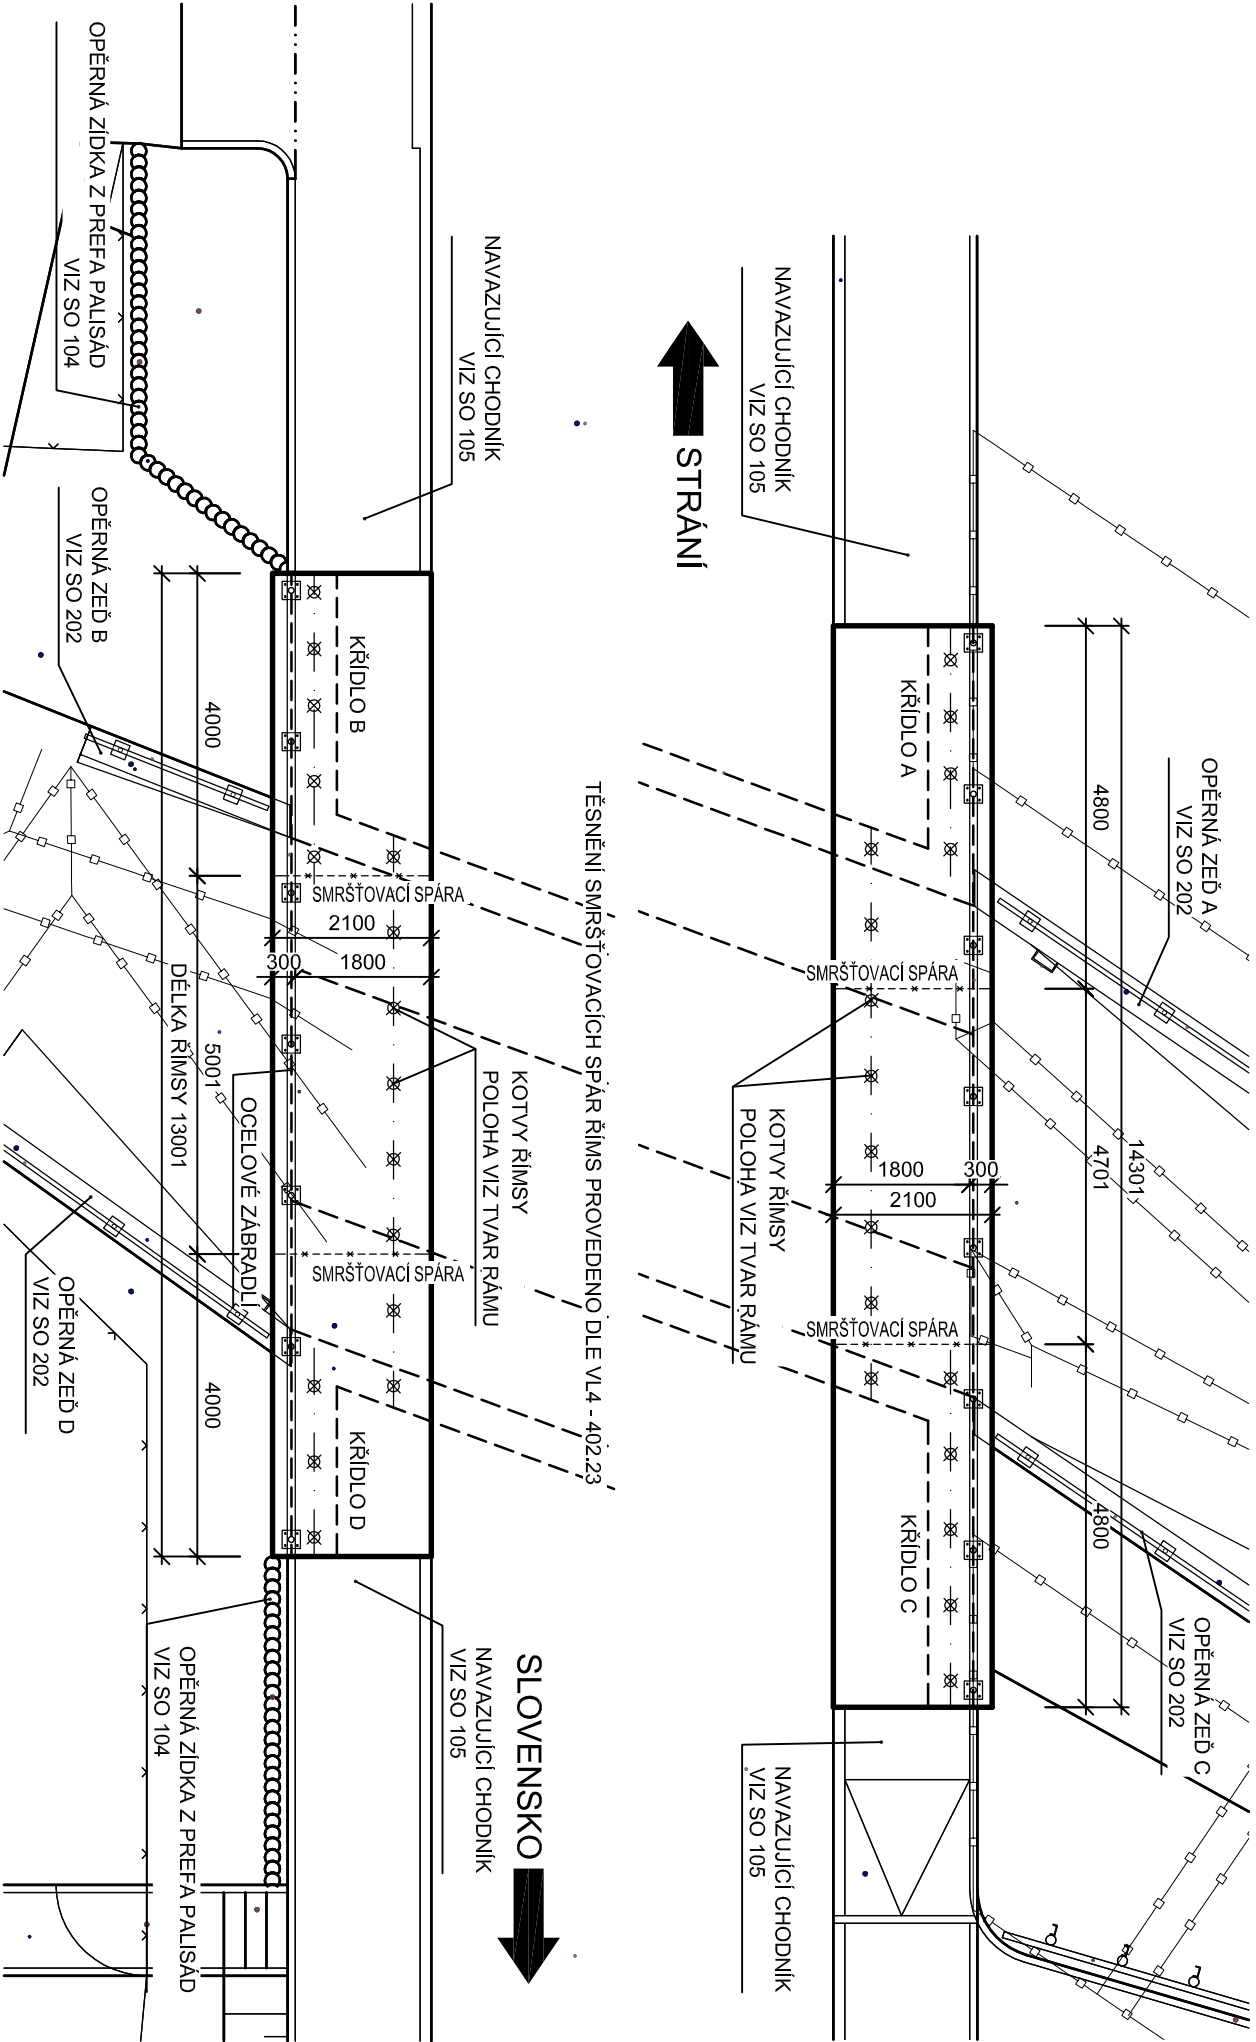 OPĚRNÁ ZÍDKA Z PREFA PALISÁD
VIZ SO 104
NAVAZUJÍCÍ CHODNÍK
VIZ SO 105
STRÁNÍ
NAVAZUJÍCÍ CHODNÍK
VIZ SO 105
OPĚRNÁ ZEĎ B
VIZ SO 202
KŘÍDLO B
4000
SMRŠŤOVACÍ SPÁRA
2100
300
1800
DÉLKA ŘÍMSY 13001
5001
OCELOVÉ ZÁBRADLÍ
KOTVY ŘÍMSY
POLOHA VIZ TVAR RÁMU
SMRŠŤOVACÍ SPÁRA
4000
KŘÍDLO D
OPĚRNÁ ZEĎ D
VIZ SO 202
TĚSNĚNÍ SMRŠŤOVACÍCH SPÁR ŘÍMS PROVEDENO DLE VL4 - 402.23
KŘÍDLO A
4800
OPĚRNÁ ZEĎ A
VIZ SO 202
SMRŠŤOVACÍ SPÁRA
KOTVY ŘÍMSY
POLOHA VIZ TVAR RÁMU
1800
300
2100
14301
4701
SMRŠŤOVACÍ SPÁRA
4800
KŘÍDLO C
OPĚRNÁ ZEĎ C
VIZ SO 202
OPĚRNÁ ZÍDKA Z PREFA PALISÁD
VIZ SO 104
NAVAZUJÍCÍ CHODNÍK
VIZ SO 105
SLOVENSKO
NAVAZUJÍCÍ CHODNÍK
VIZ SO 105